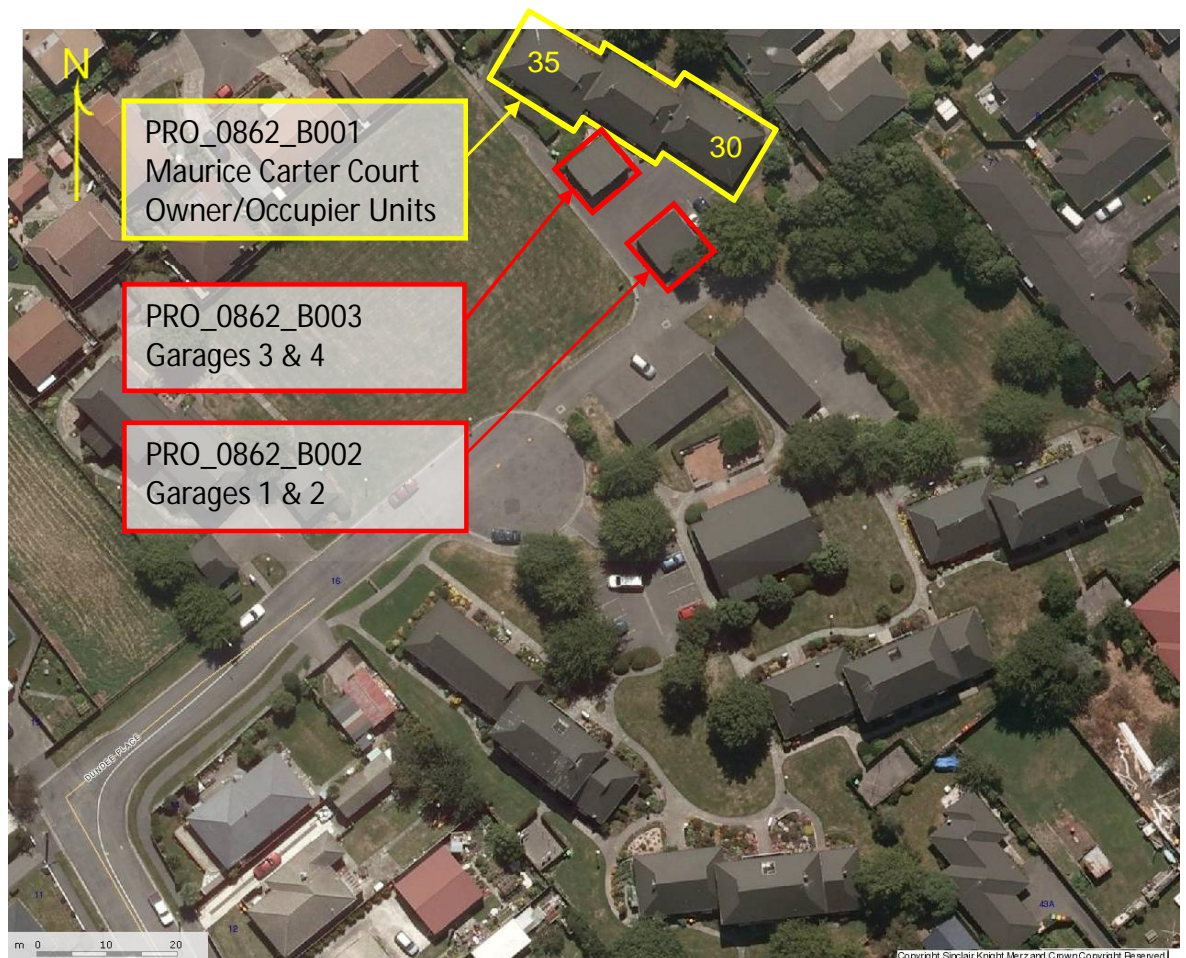 N
35
30
PRO_0862_B001
Maurice Carter Court
Owner/Occupier Units
PRO_0862_B003
Garages 3 & 4
PRO_0862_B002
Garages 1 & 2
16
DUNDEE PLACE
11
12
43A
m 0 10 20
Copyright Sinclair Knight Merz and Crown Copyright Reserved